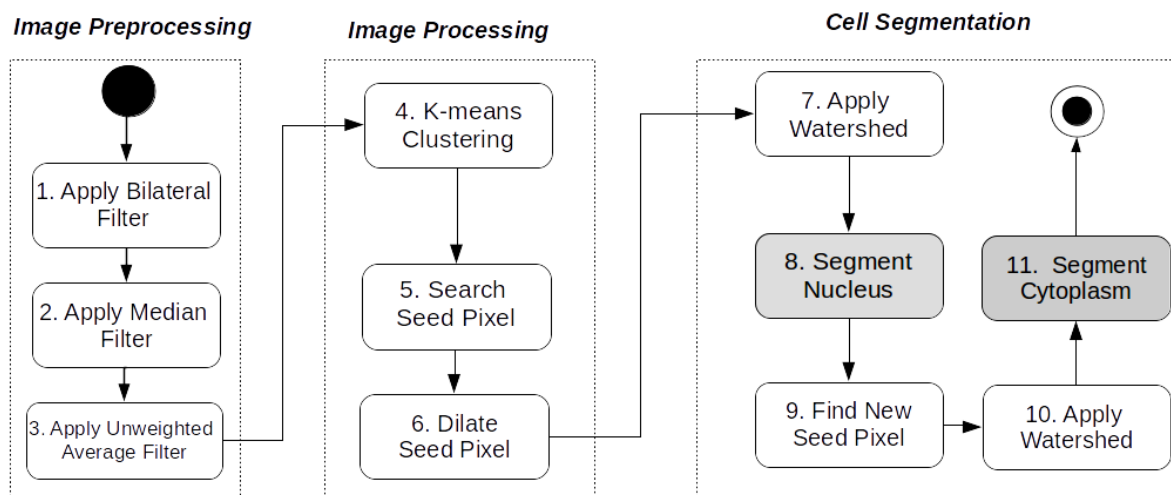 Image Preprocessing
1. Apply Bilateral
Filter
2. Apply Median
Filter
3. Apply Unweighted
Average Filter
Image Processing
4. K-means
Clustering
5. Search
Seed Pixel
6. Dilate
Seed Pixel
Cell Segmentation
7. Apply
Watershed
8. Segment
Nucleus
9. Find New
Seed Pixel
10. Apply
Watershed
11. Segment
Cytoplasm